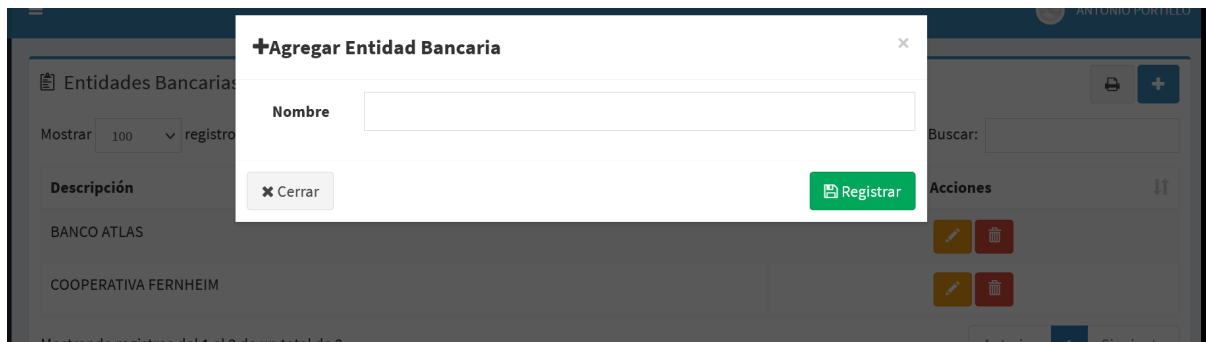 ANTONIO PORTILLO
Agregar Entidad Bancaria
×
Entidades Bancarias
Nombre
Mostrar 100 registro
Buscar:
Cerrar
Registrar
Descripción
Acciones
BANCO ATLAS
COOPERATIVA FERNHEIM